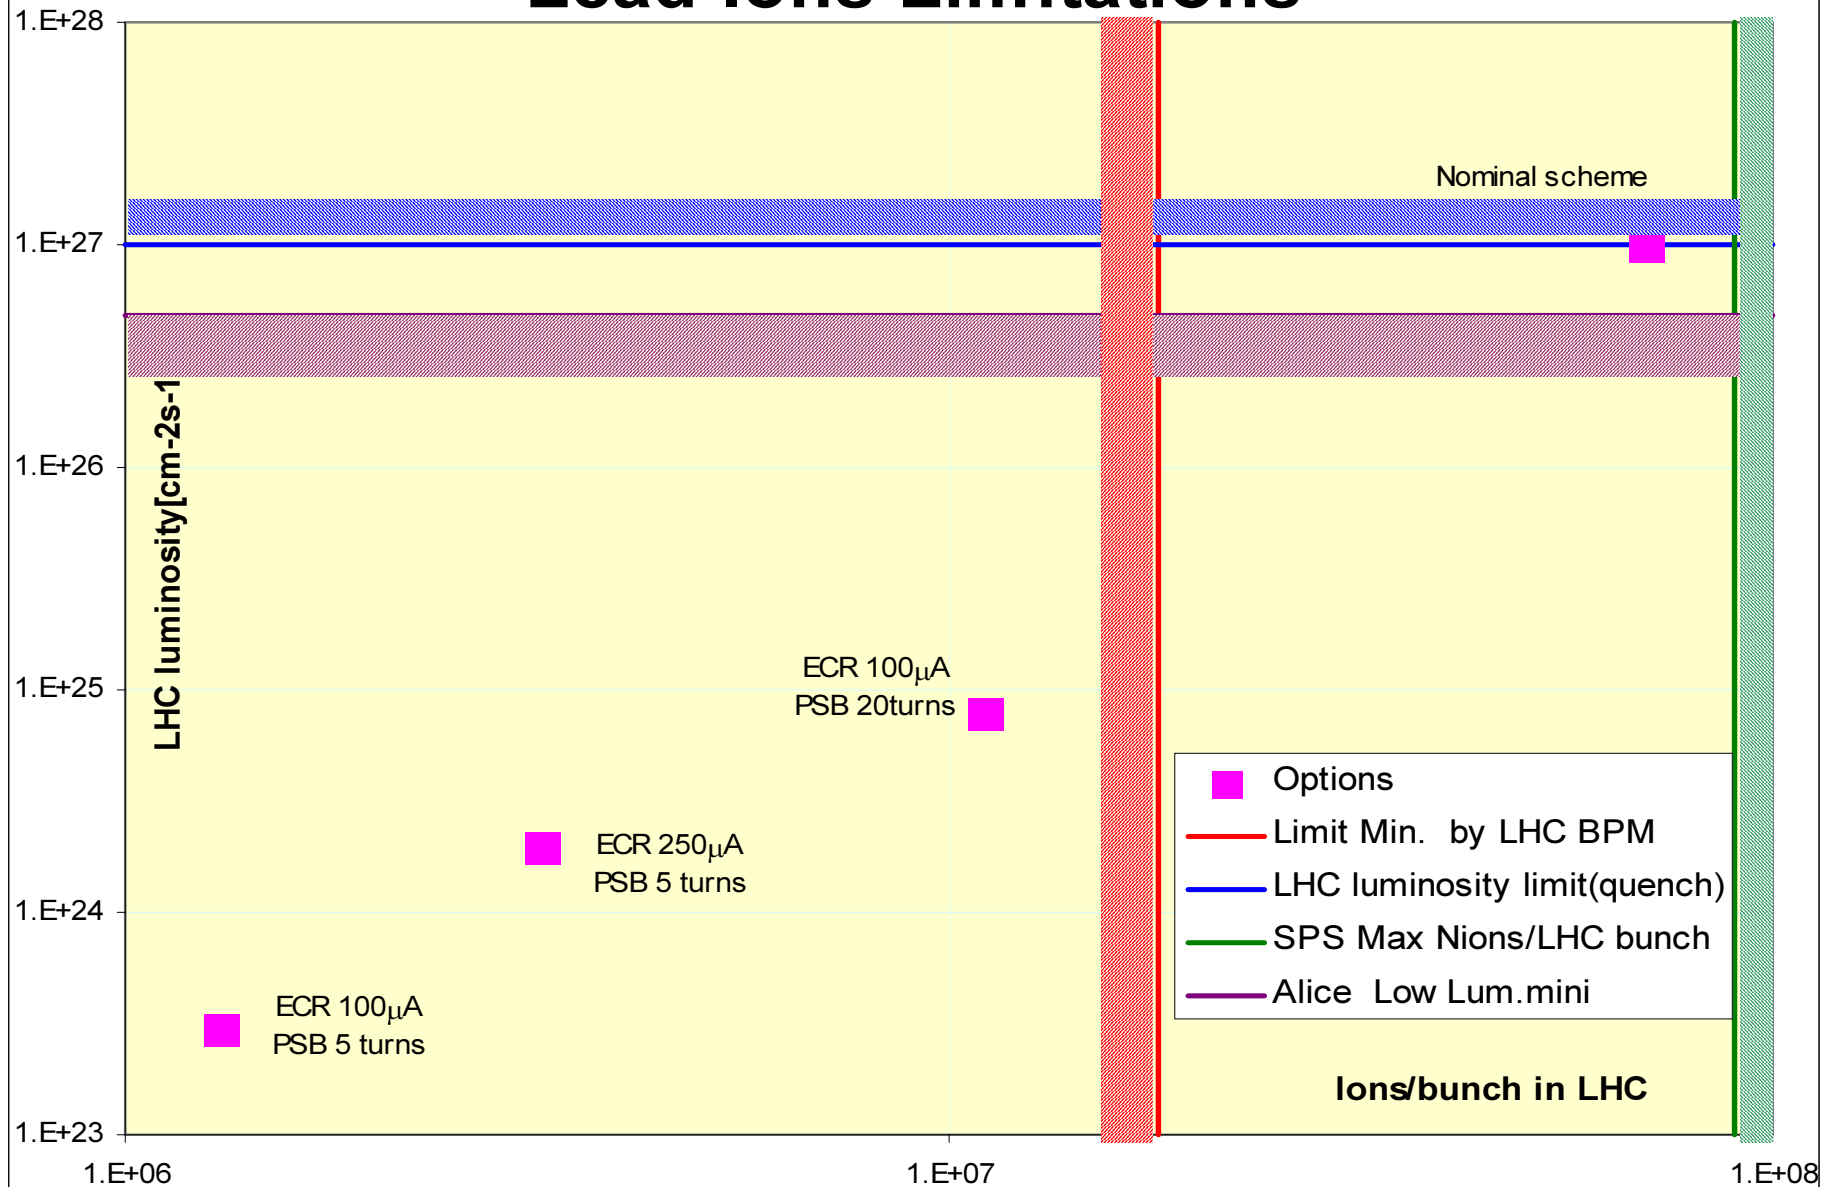 Lead Ions Limitations
1.E+28
Nominal scheme
1.E+27
1.E+26
LHC luminosity[cm-2s-1
ECR 100μA
PSB 20turns
1.E+25
ECR 250μA
PSB 5 turns
1.E+24
ECR 100μA
PSB 5 turns
Options
Limit Min. by LHC BPM
LHC luminosity limit(quench)
SPS Max Nions/LHC bunch
Alice Low Lum.mini
Ions/bunch in LHC
1.E+23
1.E+06
1.E+07
1.E+08